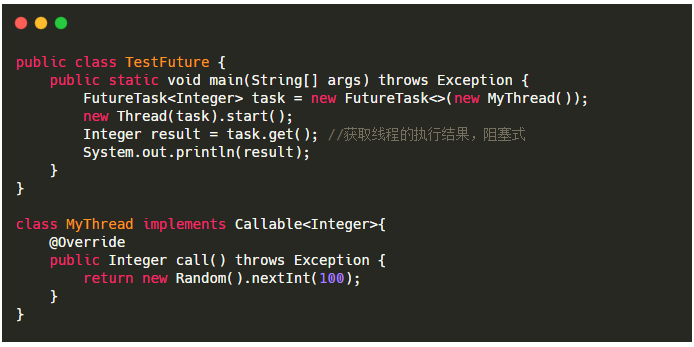 public class TestFuture {
    public static void main(String[] args) throws Exception {
        FutureTask<Integer> task = new FutureTask<>(new MyThread());
        new Thread(task).start();
        Integer result = task.get(); //获取线程的执行结果，阻塞式
        System.out.println(result);
    }
}

class MyThread implements Callable<Integer>{
    @Override
    public Integer call() throws Exception {
        return new Random().nextInt(100);
    }
}